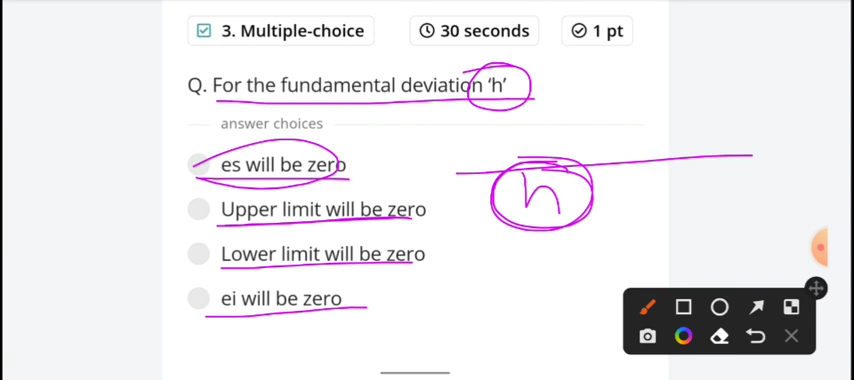 3. Multiple-choice 30 seconds 1 pt
Q. For the fundamental deviation 'h'
answer choices
es will be zero
h
Upper limit will be zero
Lower limit will be zero
ei will be zero